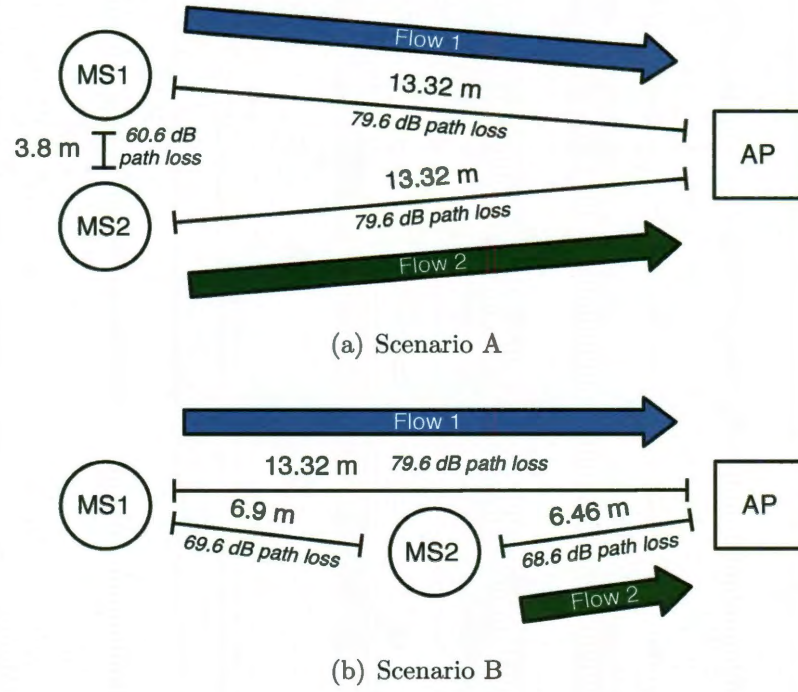 Flow 1
MS1
13.32 m
79.6 dB path loss
3.8 m
60.6 dB
path loss
AP
13.32 m
79.6 dB path loss
MS2
Flow 2
(a) Scenario A
Flow 1
13.32 m 79.6 dB path loss
MS1
6.9 m
69.6 dB path loss
MS2
6.46 m
68.6 dB path loss
AP
Flow 2
(b) Scenario B